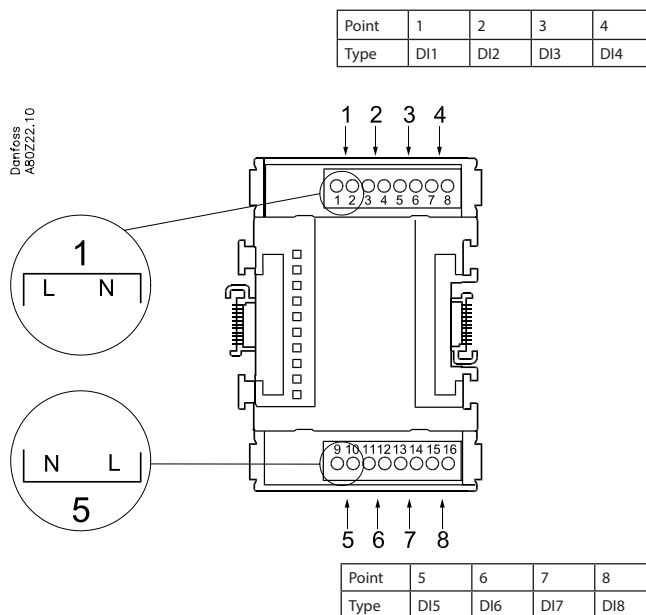 Point 1 2 3 4
Type DI1 DI2 DI3 DI4
Danfoss
A80Z22.10
1 2 3 4
1 2 3 4 5 6 7 8
1
L N
9 10 11 12 13 14 15 16
N L
5
5 6 7 8
Point 5 6 7 8
Type DI5 DI6 DI7 DI8